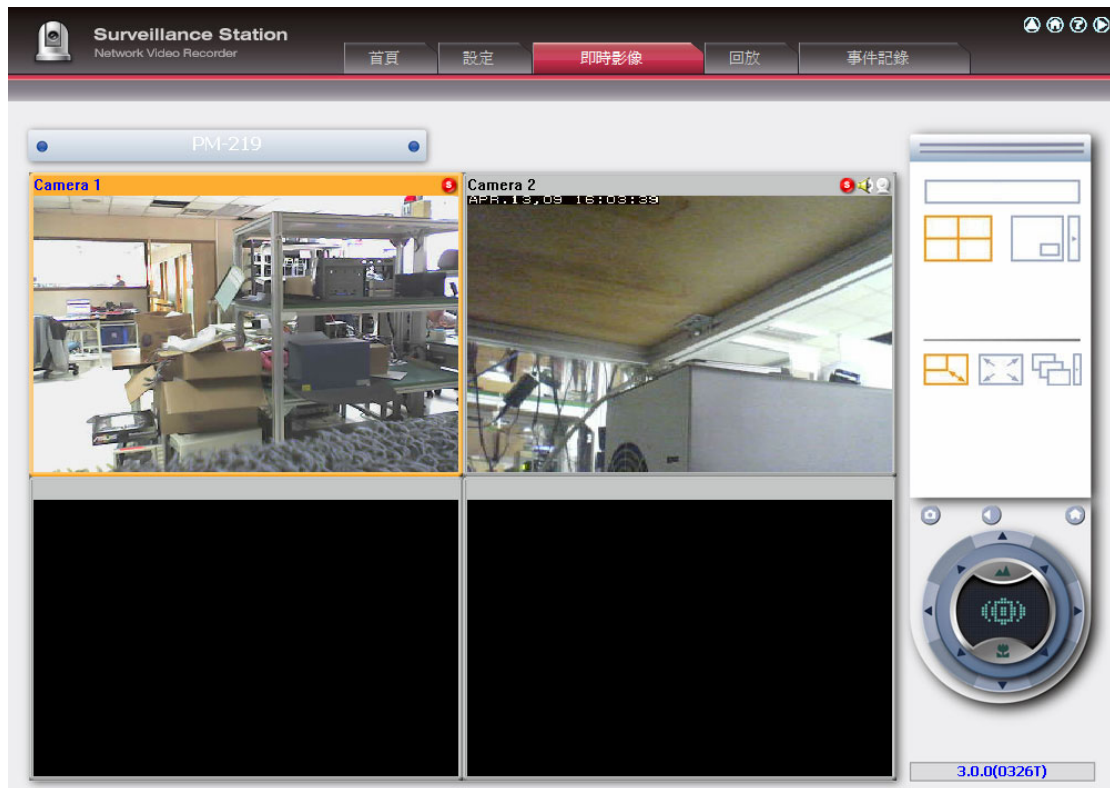 Surveillance Station
Network Video Recorder
首頁 設定 即時影像 回放 事件記錄
PM-219
Camera 1
Camera 2
APR.13,09 16:03:39
3.0.0(0326T)